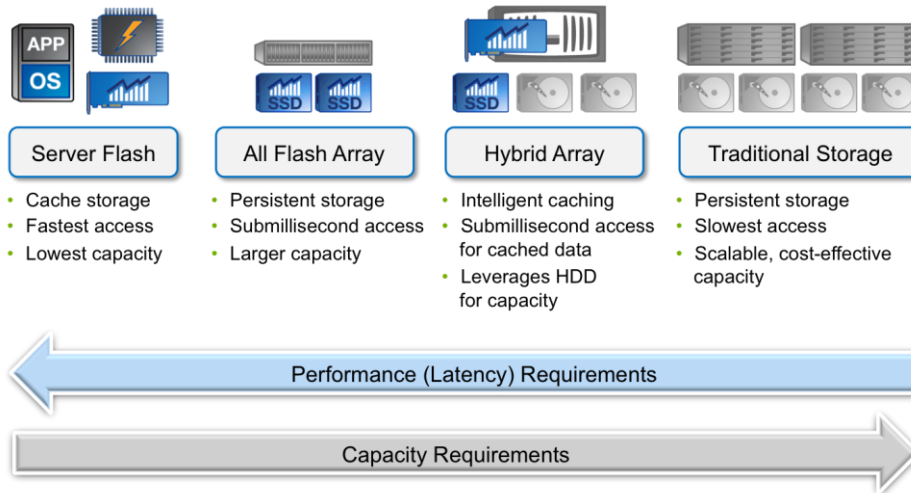 APP
OS
SSD
SSD
SSD
Server Flash
• Cache storage
• Fastest access
• Lowest capacity
All Flash Array
• Persistent storage
• Submillisecond access
• Larger capacity
Hybrid Array
• Intelligent caching
• Submillisecond access
for cached data
• Leverages HDD
for capacity
Traditional Storage
• Persistent storage
• Slowest access
• Scalable, cost-effective
capacity
Performance (Latency) Requirements
Capacity Requirements